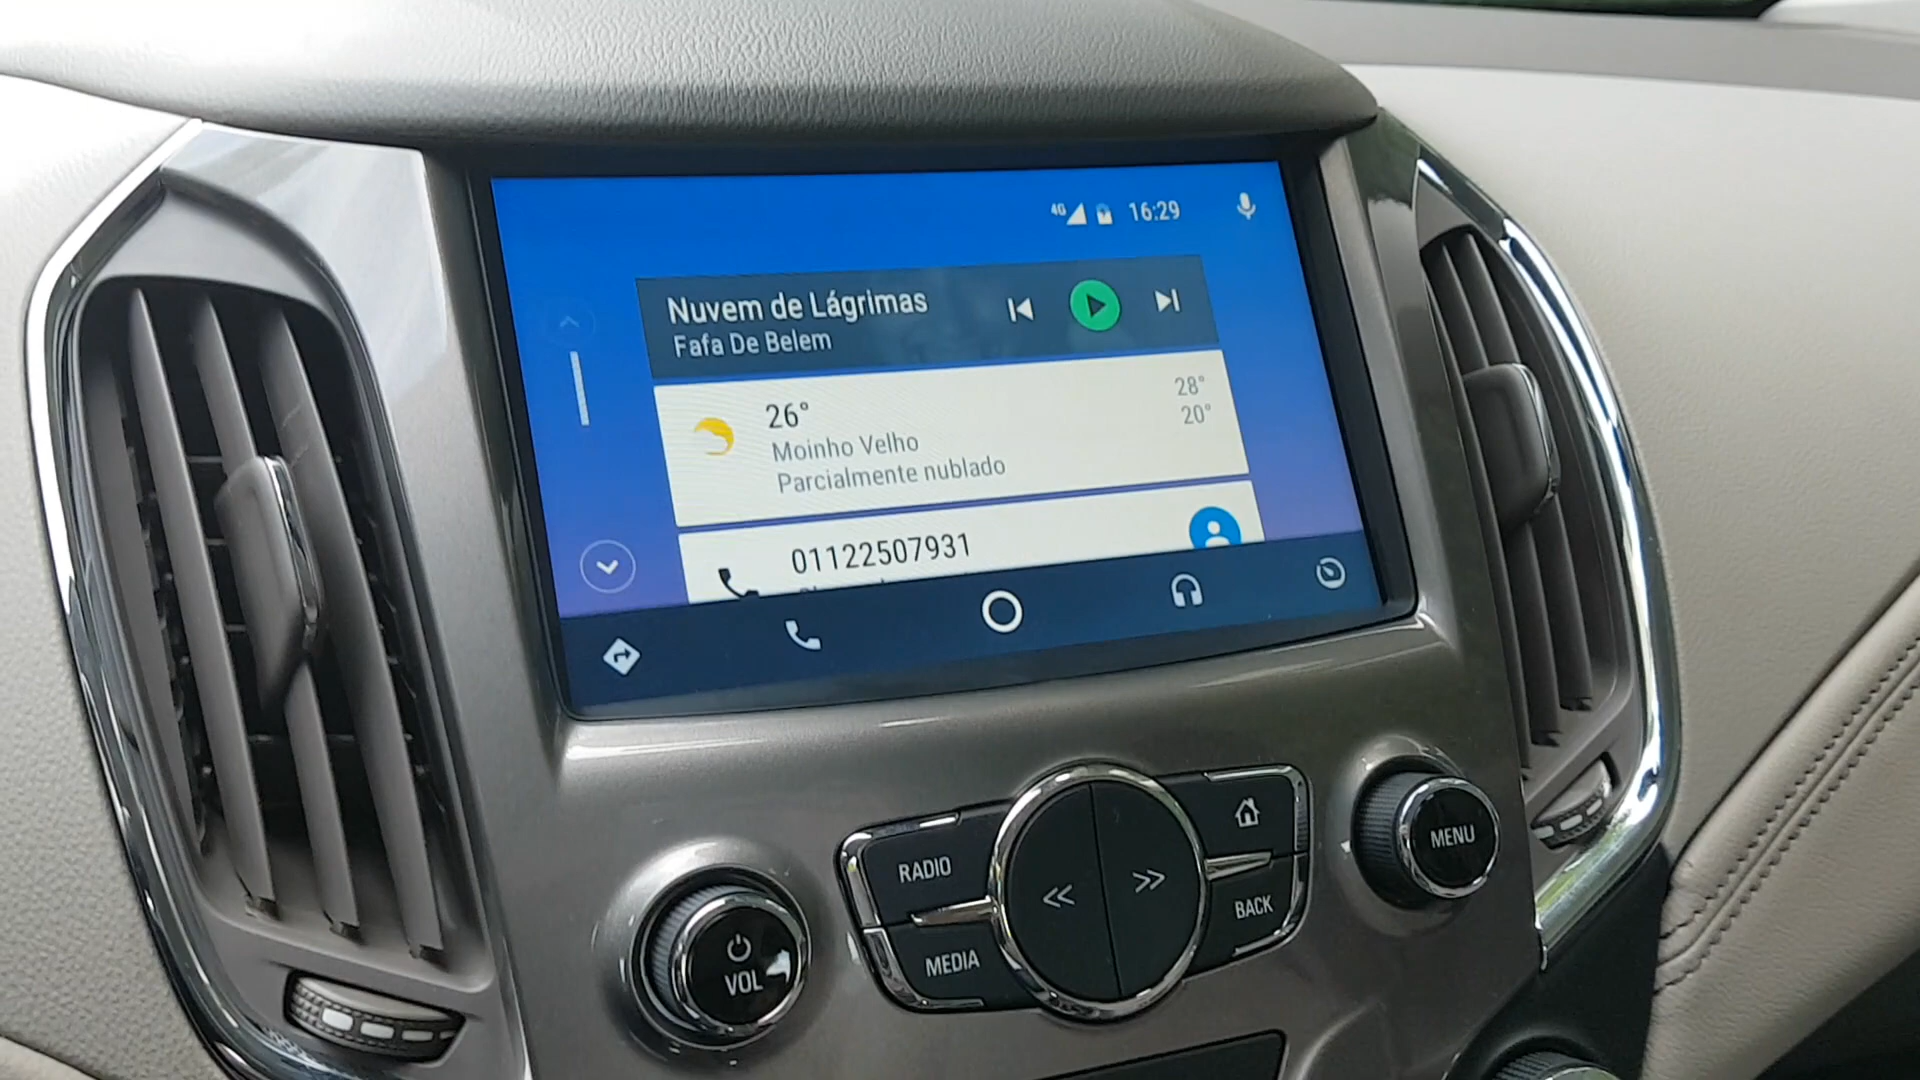 4G 16:29
Nuvem de Lágrimas
Fafa De Belem
26°
28°
Moinho Velho
20°
Parcialmente nublado
01122507931
RADIO
MEDIA
BACK
MENU
VOL